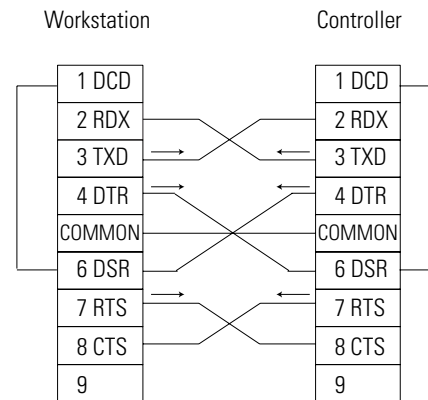 Workstation Controller
1 DCD 1 DCD
2 RDX 2 RDX
3 TXD 3 TXD
4 DTR 4 DTR
COMMON COMMON
6 DSR 6 DSR
7 RTS 7 RTS
8 CTS 8 CTS
9 9